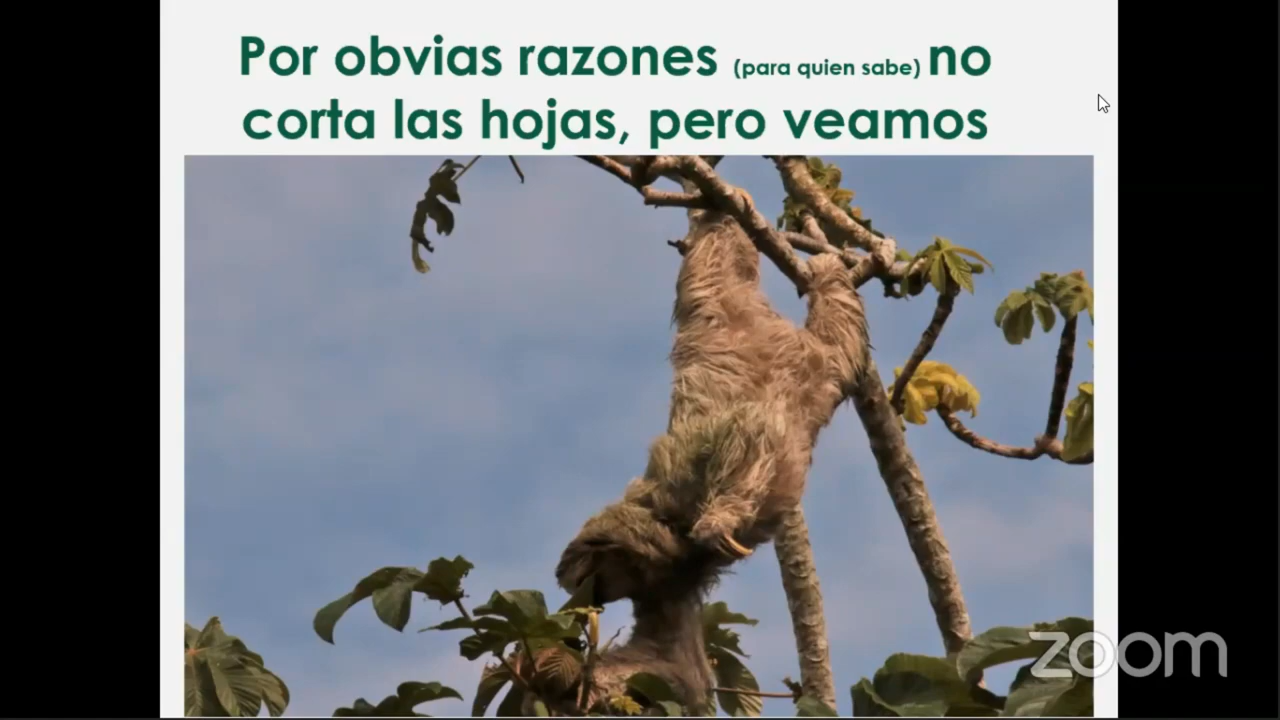 Por obvias razones (para quien sabe) no
corta las hojas, pero veamos
zoom